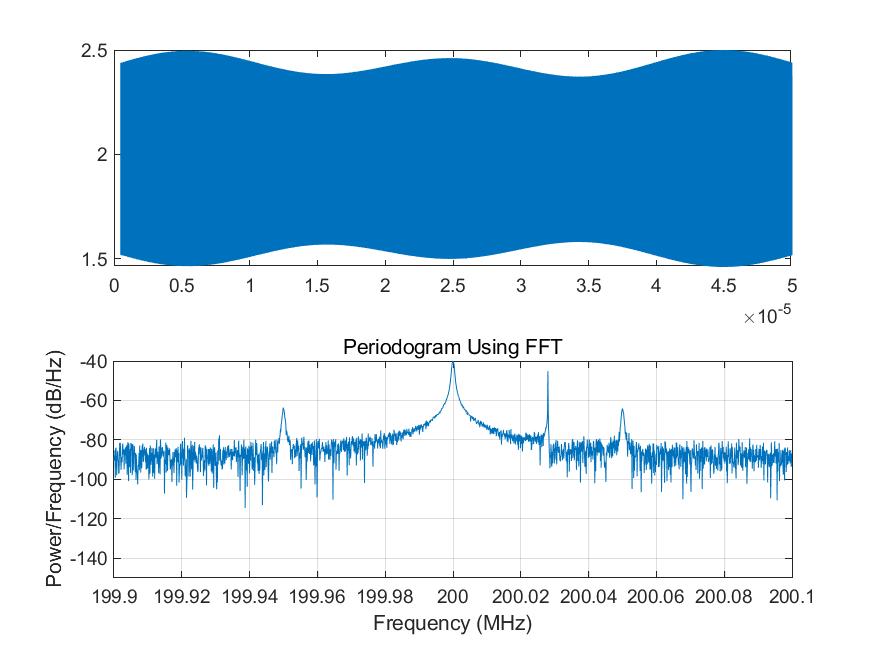 2.5
2
1.5
0 0.5 1 1.5 2 2.5 3 3.5 4 4.5 5
×10-5
Periodogram Using FFT
-40
-60
-80
-100
-120
-140
Power/Frequency (dB/Hz)
199.9 199.92 199.94 199.96 199.98 200 200.02 200.04 200.06 200.08 200.1
Frequency (MHz)